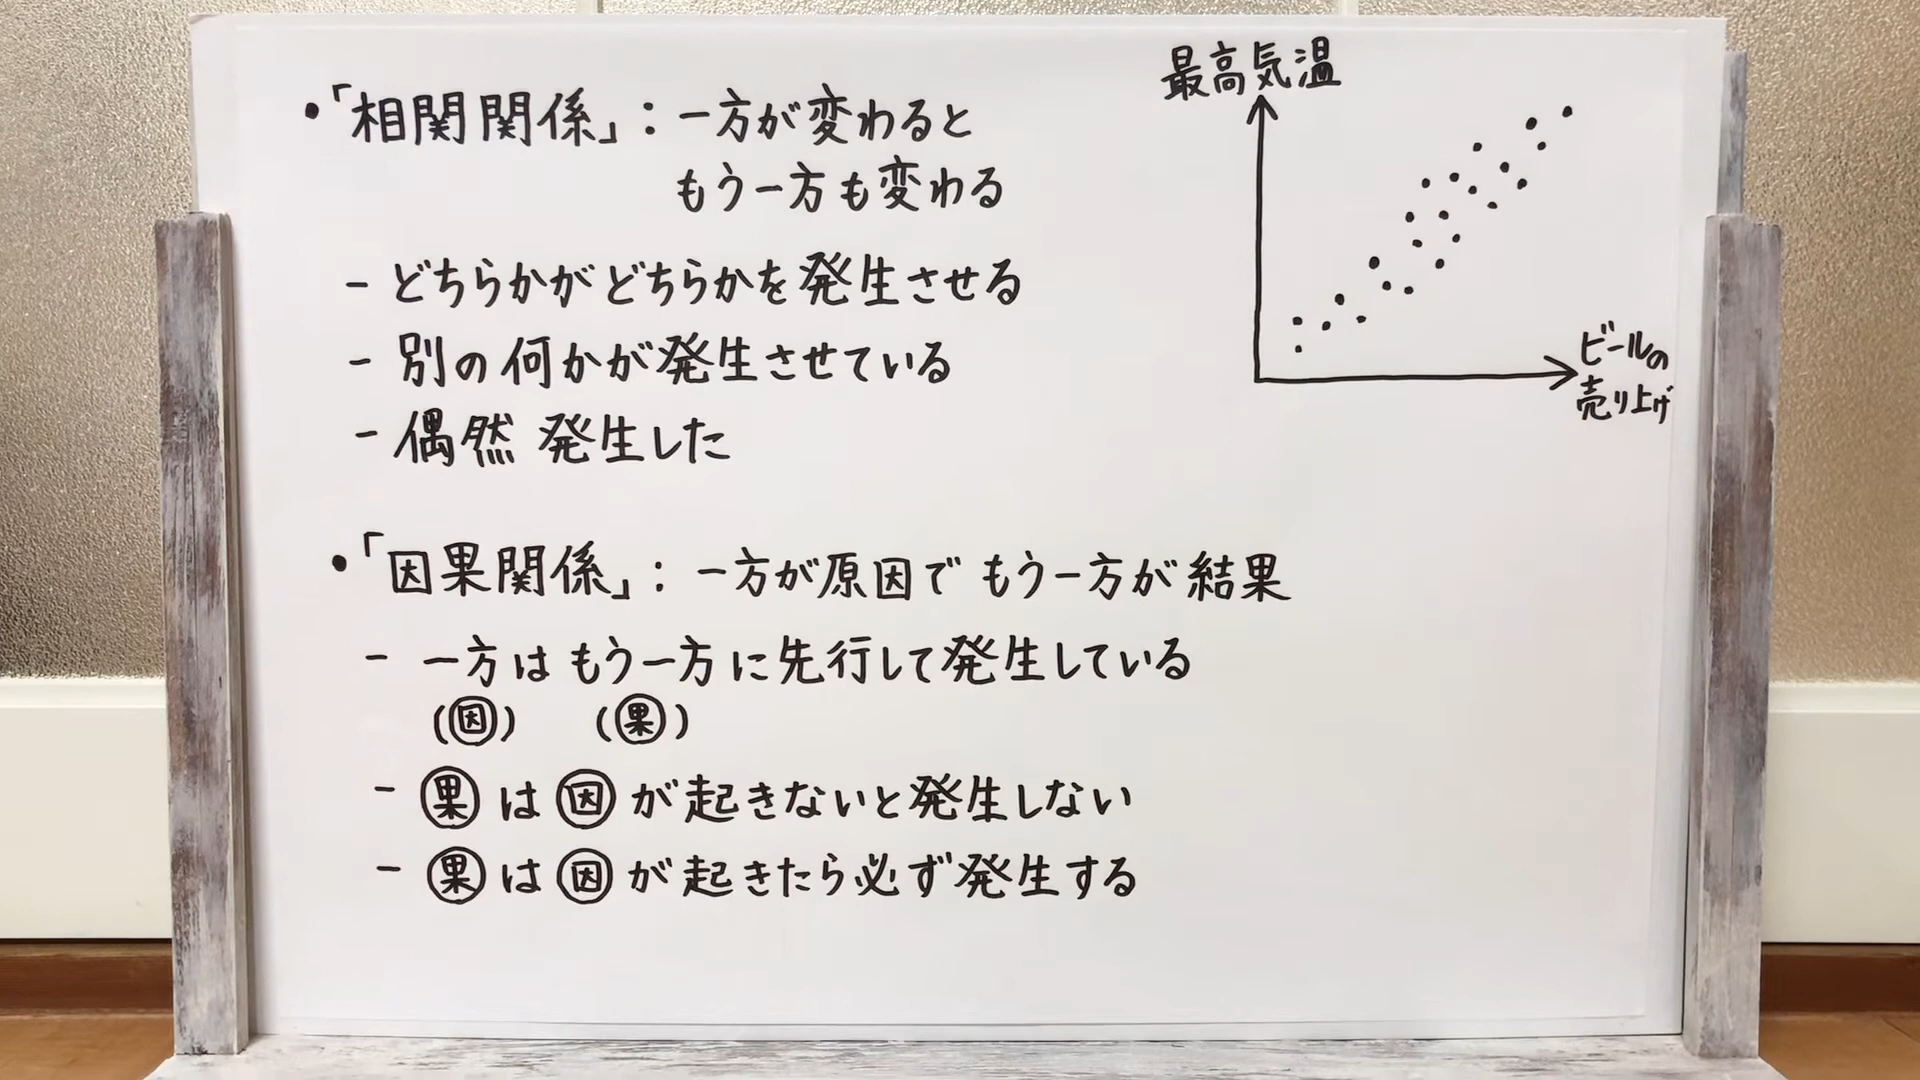 ・「相関関係」：一方が変わると
もう一方も変わる
- どちらかがどちらかを発生させる
- 別の何かが発生させている
- 偶然 発生した
最高気温
ビールの
売り上げ
・「因果関係」：一方が原因で もう一方が結果
- 一方は もう一方に先行して発生している
(因) (果)
- 果 は 因 が起きないと発生しない
- 果 は 因 が起きたら必ず発生する